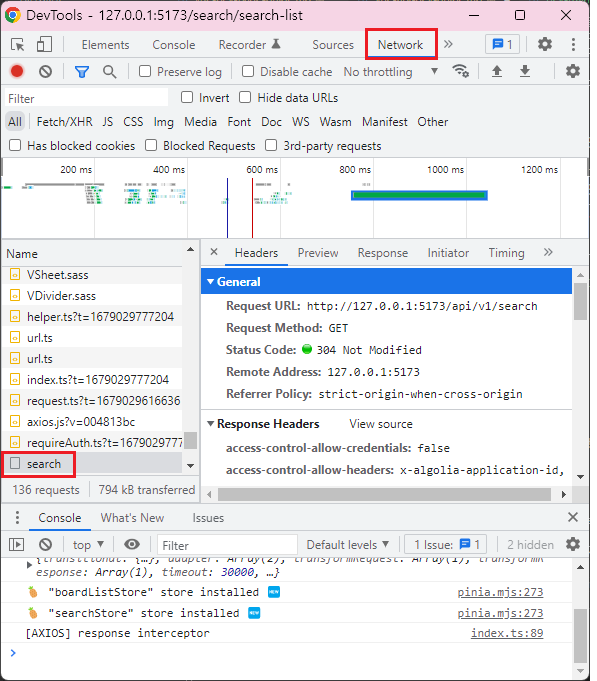 DevTools - 127.0.0.1:5173/search/search-list
Elements Console Recorder Sources Network » 1
Preserve log Disable cache No throttling
Filter Invert Hide data URLs
All Fetch/XHR JS CSS Img Media Font Doc WS Wasm Manifest Other
Has blocked cookies Blocked Requests 3rd-party requests
200 ms 400 ms 600 ms 800 ms 1000 ms 1200 ms
Name
VSheet.sass
VDivider.sass
helper.ts?t=1679029777204
url.ts
url.ts
index.ts?t=1679029777204
request.ts?t=1679029616636
axios.js?v=004813bc
requireAuth.ts?t=1679029777
search
136 requests 794 kB transferred
Headers Preview Response Initiator Timing »
General
Request URL: http://127.0.0.1:5173/api/v1/search
Request Method: GET
Status Code: 304 Not Modified
Remote Address: 127.0.0.1:5173
Referrer Policy: strict-origin-when-cross-origin
Response Headers View source
access-control-allow-credentials: false
access-control-allow-headers: x-algolia-application-id,
Console What's New Issues
top Filter Default levels 1 Issue: 1 2 hidden
{transitional: {…}, adapter: Array(2), transformRequest: Array(1), transformR
esponse: Array(1), timeout: 30000, …}
"boardListStore" store installed NEW pinia.mjs:273
"searchStore" store installed NEW pinia.mjs:273
[AXIOS] response interceptor index.ts:89